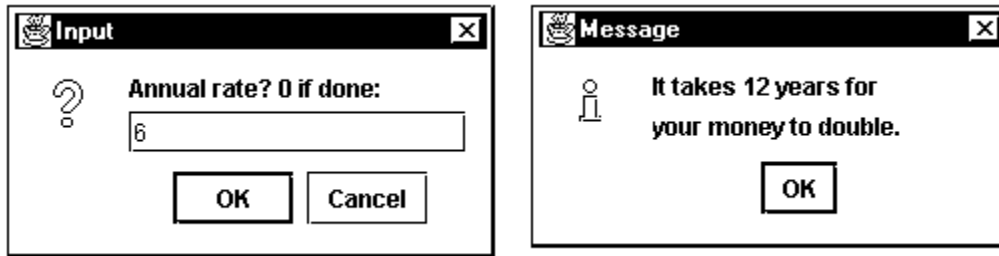 Input
Annual rate? 0 if done:
6
OK Cancel
Message
It takes 12 years for
your money to double.
OK